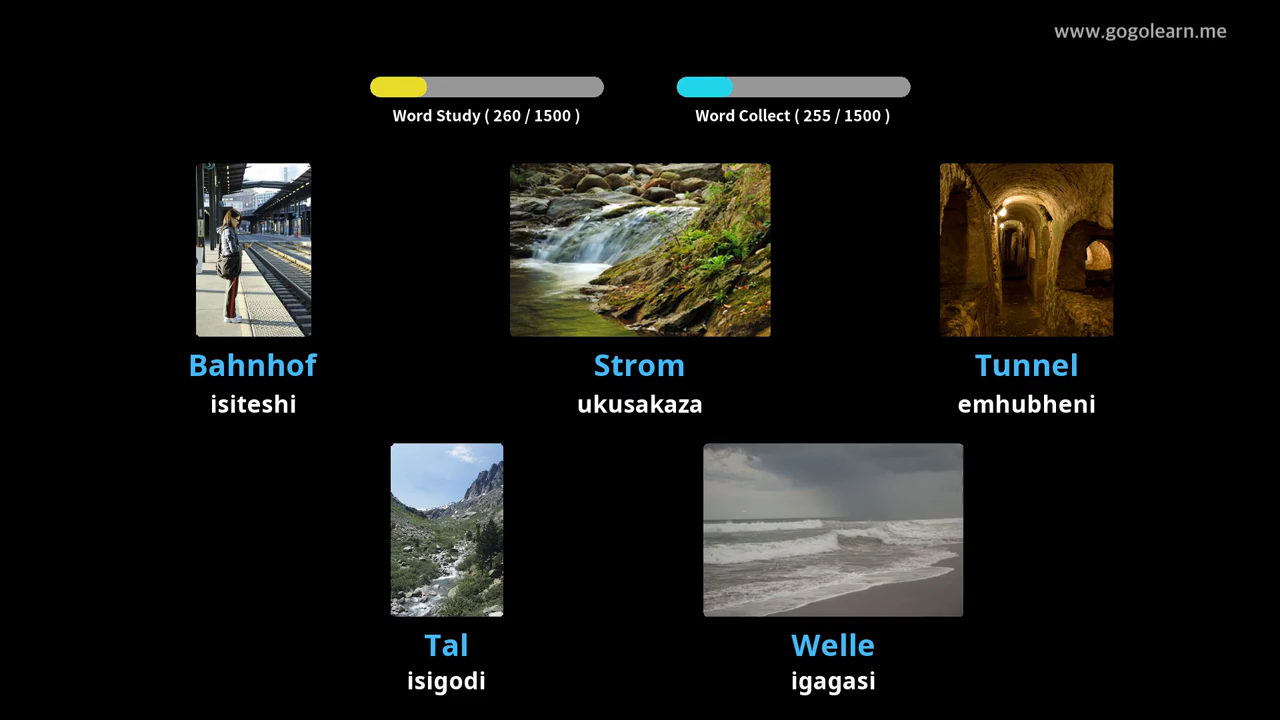 www.gogolearn.me
Word Study ( 260 / 1500 )
Word Collect ( 255 / 1500 )
Bahnhof
isiteshi
Strom
ukusakaza
Tunnel
emhubheni
Tal
isigodi
Welle
igagasi